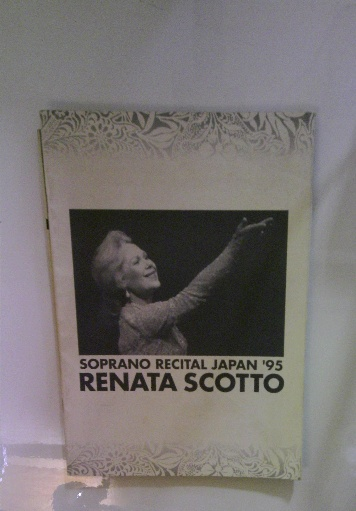 SOPRANO RECITAL JAPAN '95
RENATA SCOTTO